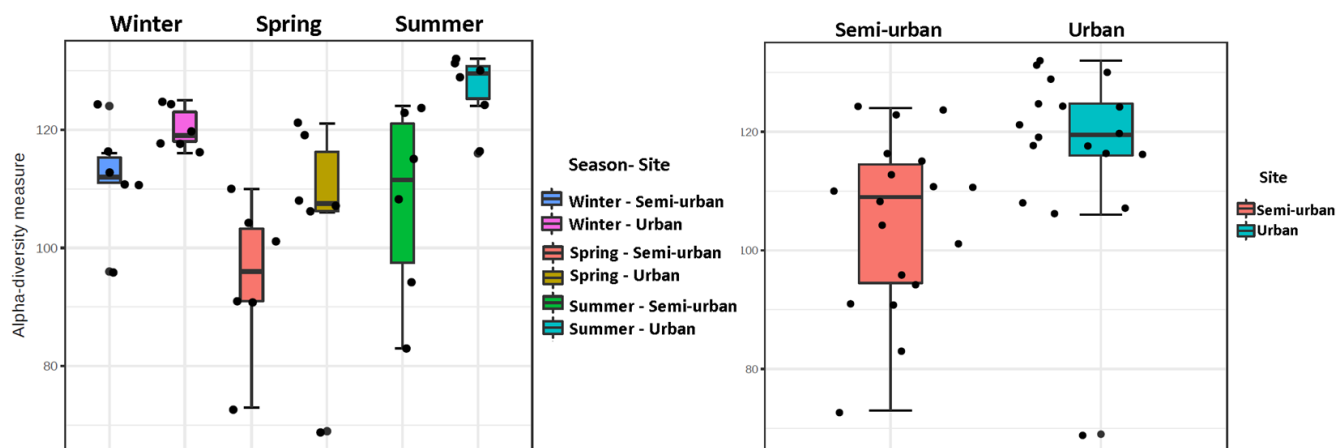 Winter Spring Summer
120
100
80
Alpha-diversity measure
Season- Site
Winter - Semi-urban
Winter - Urban
Spring - Semi-urban
Spring - Urban
Summer - Semi-urban
Summer - Urban
Semi-urban Urban
120
100
80
Site
Semi-urban
Urban